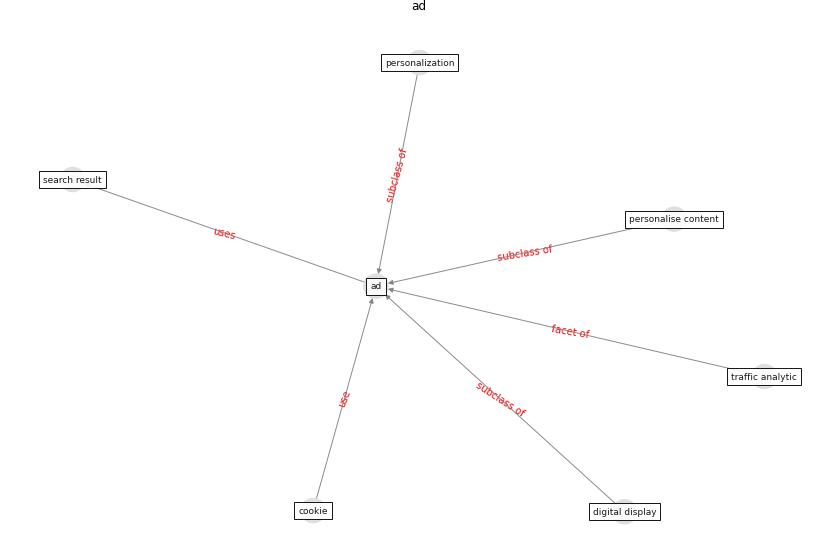 ad
personalization
subclass of
search result
uses
personalise content
subclass of
ad
facet of
traffic analytic
subclass of
use
cookie
digital display